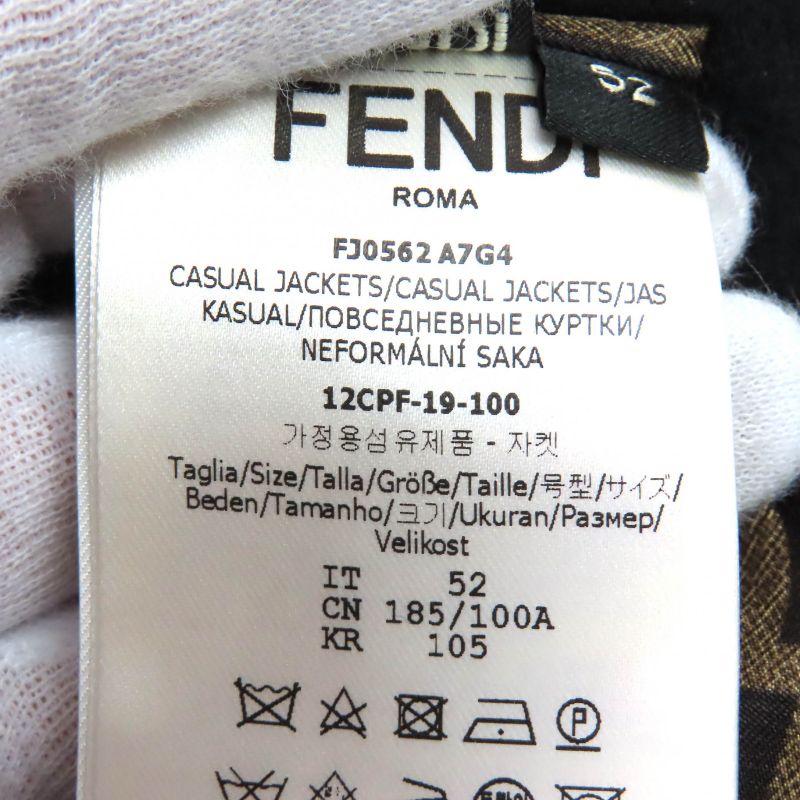 52
FENDI
ROMA
FJ0562 A7G4
CASUAL JACKETS/CASUAL JACKETS/JAS
KASUAL/ПОВСЕДНЕВНЫЕ КУРТКИ/
NEFORMÁLNÍ SAKA
12CPF-19-100
가정용섬유제품 - 자켓
Taglia/Size/Talla/Größe/Taille/号型/サイズ/
Beden/Tamanho/크기/Ukuran/Размер/
Velikost
IT 52
CN 185/100A
KR 105
P